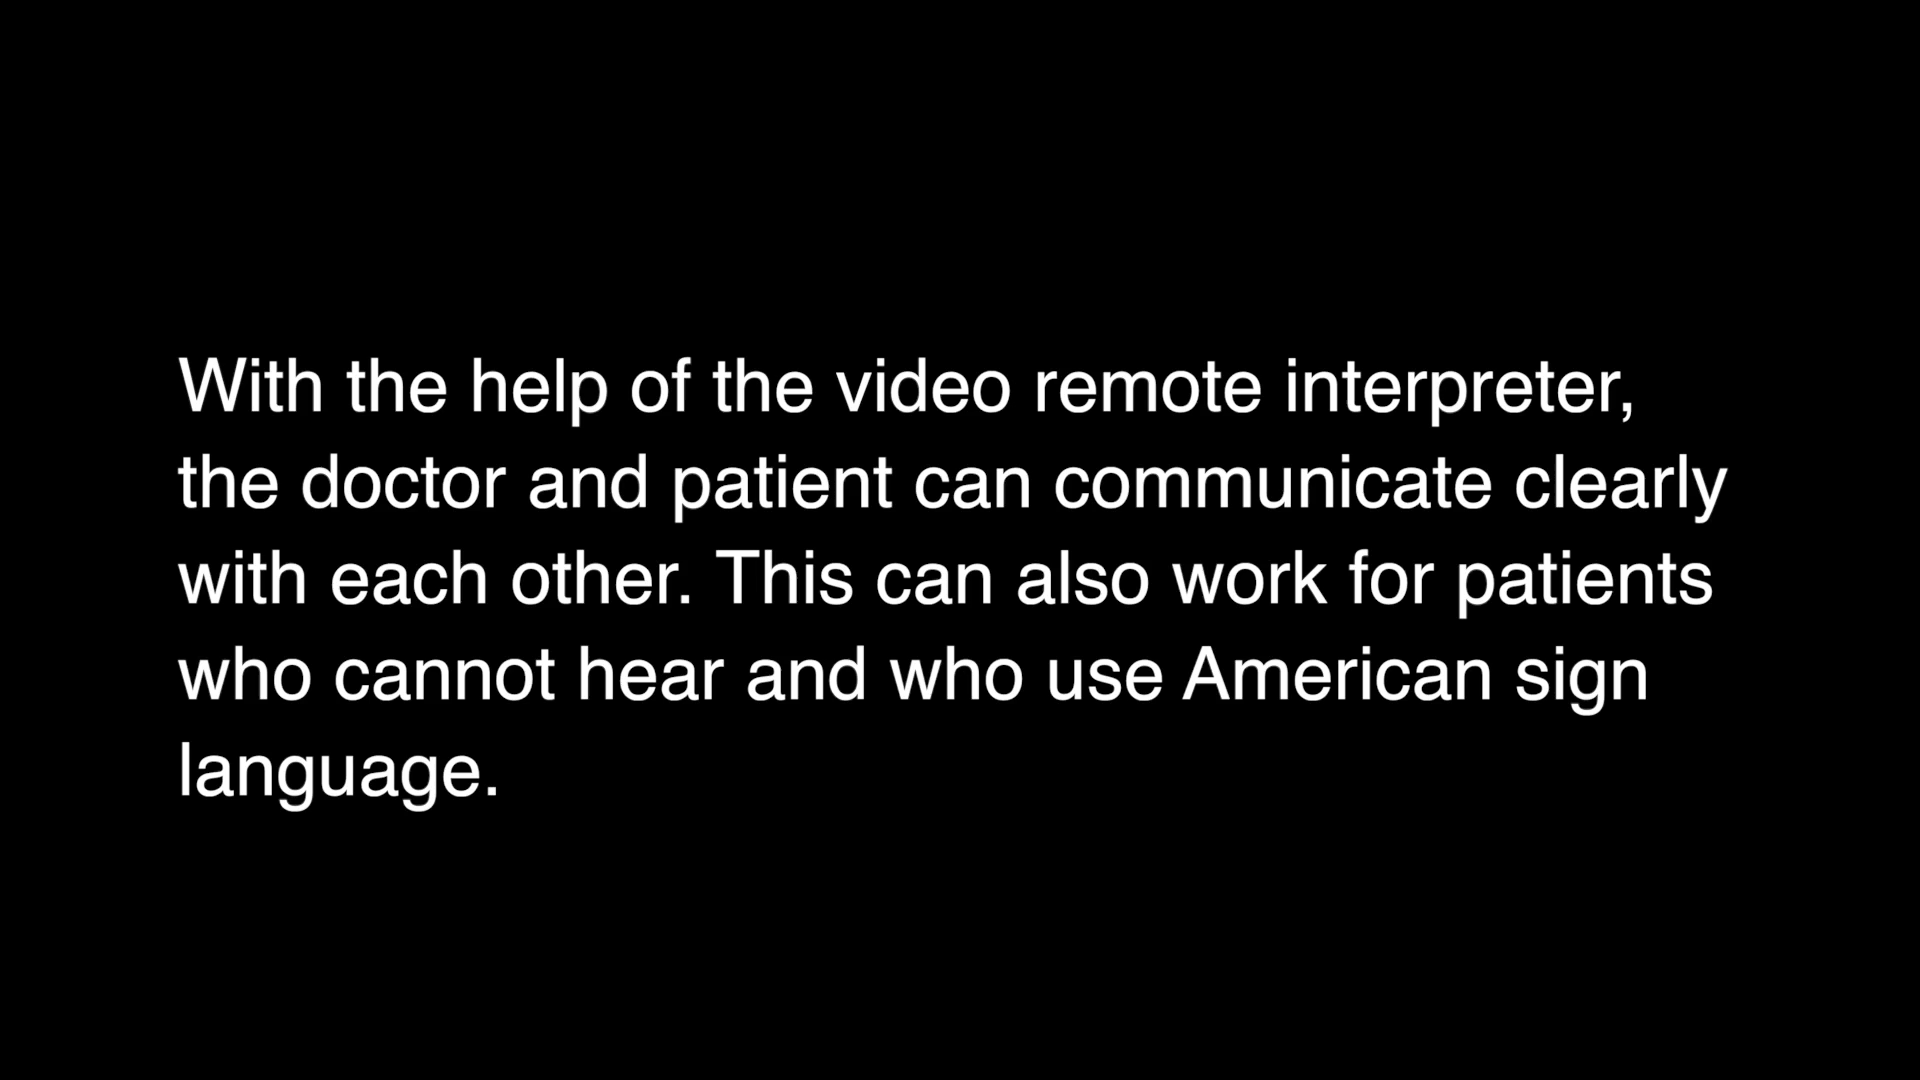 With the help of the video remote interpreter,
the doctor and patient can communicate clearly
with each other. This can also work for patients
who cannot hear and who use American sign
language.